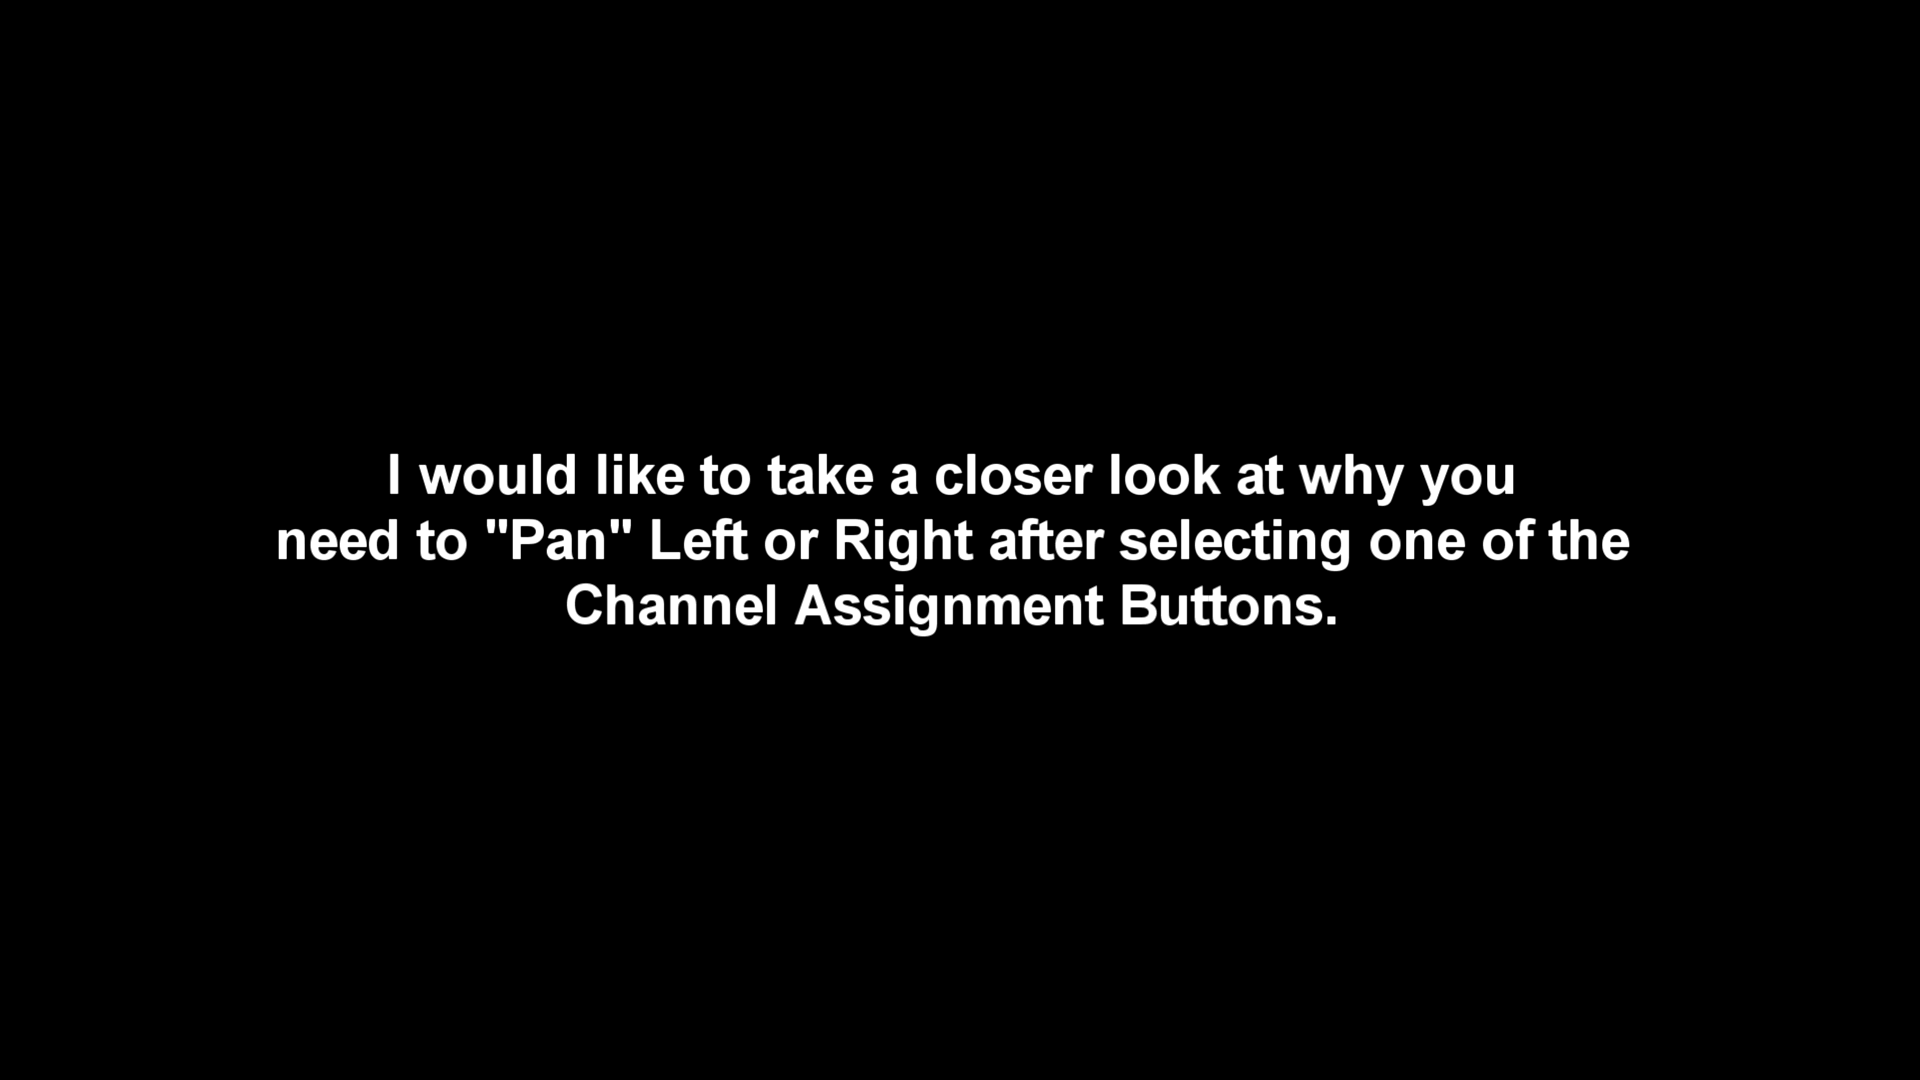 I would like to take a closer look at why you
need to "Pan" Left or Right after selecting one of the
Channel Assignment Buttons.